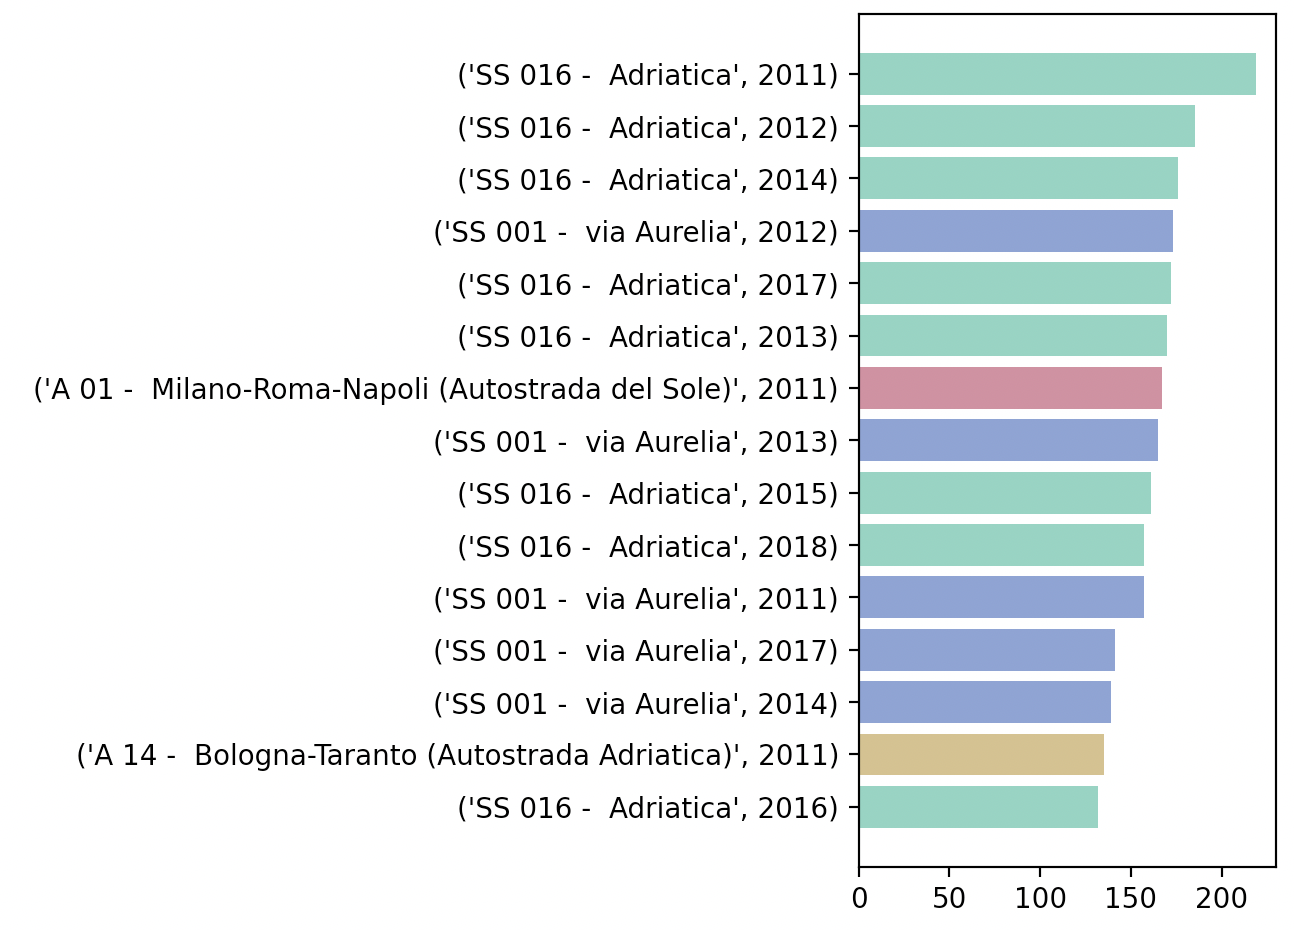 ('SS 016 -  Adriatica', 2011)
('SS 016 -  Adriatica', 2012)
('SS 016 -  Adriatica', 2014)
('SS 001 -  via Aurelia', 2012)
('SS 016 -  Adriatica', 2017)
('SS 016 -  Adriatica', 2013)
('A 01 -  Milano-Roma-Napoli (Autostrada del Sole)', 2011)
('SS 001 -  via Aurelia', 2013)
('SS 016 -  Adriatica', 2015)
('SS 016 -  Adriatica', 2018)
('SS 001 -  via Aurelia', 2011)
('SS 001 -  via Aurelia', 2017)
('SS 001 -  via Aurelia', 2014)
('A 14 -  Bologna-Taranto (Autostrada Adriatica)', 2011)
('SS 016 -  Adriatica', 2016)
0 50 100 150 200